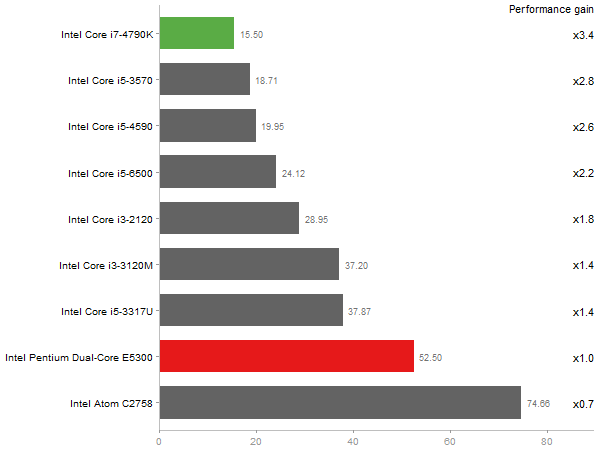 Performance gain
Intel Core i7-4790K 15.50 x3.4
Intel Core i5-3570 18.71 x2.8
Intel Core i5-4590 19.95 x2.6
Intel Core i5-6500 24.12 x2.2
Intel Core i3-2120 28.95 x1.8
Intel Core i3-3120M 37.20 x1.4
Intel Core i5-3317U 37.87 x1.4
Intel Pentium Dual-Core E5300 52.50 x1.0
Intel Atom C2758 74.66 x0.7
0 20 40 60 80